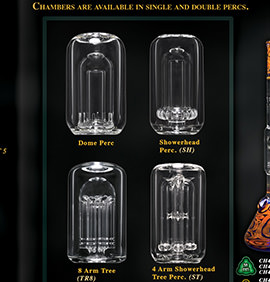 CHAMBERS ARE AVAILABLE IN SINGLE AND DOUBLE PERCS.
Dome Perc
Showerhead
Perc. (SH)
8 Arm Tree
(TR8)
4 Arm Showerhead
Tree Perc. (ST)